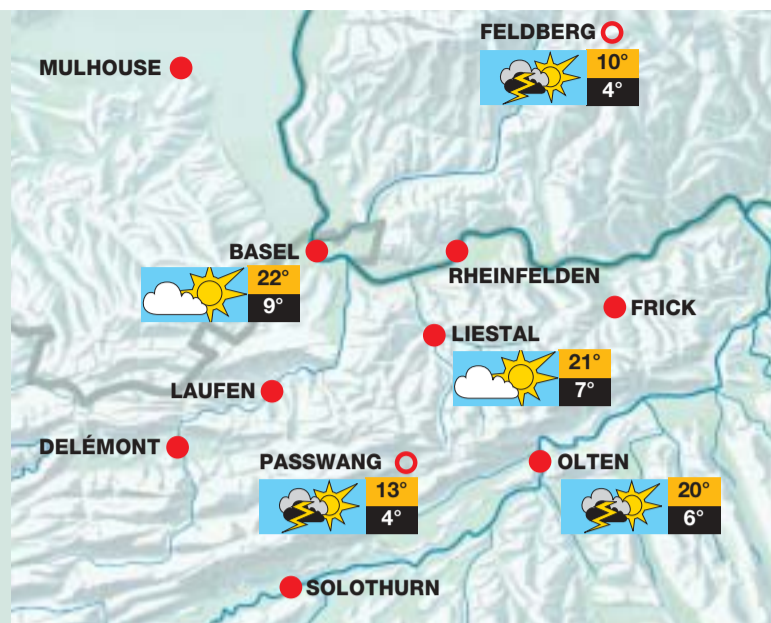 FELDBERG
10°
4°
MULHOUSE
BASEL
22°
9°
RHEINFELDEN
FRICK
LIESTAL
21°
7°
LAUFEN
DELÉMONT
PASSWANG
13°
4°
OLTEN
20°
6°
SOLOTHURN